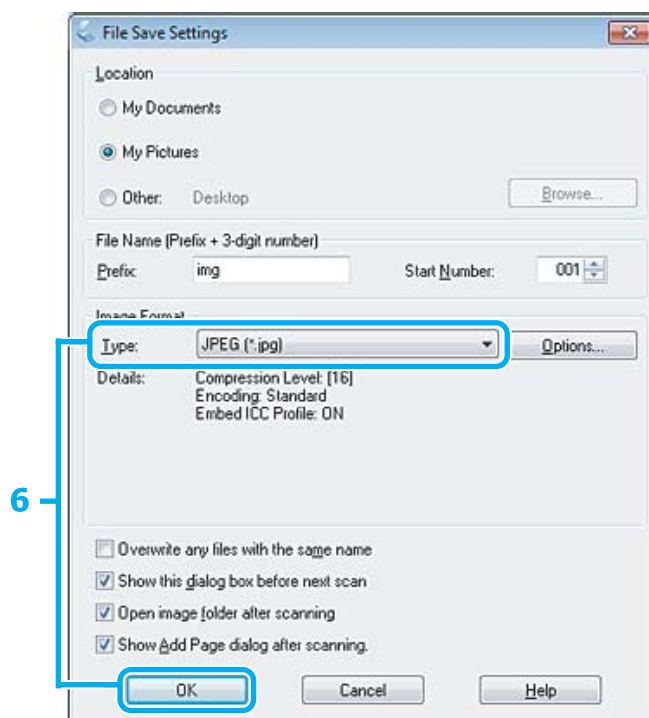 File Save Settings
Location
My Documents
My Pictures
Other: Desktop Browse...
File Name (Prefix + 3-digit number)
Prefix: img Start Number: 001
Image Format
Type: JPEG (*.jpg) Options...
Details: Compression Level: [16]
Encoding: Standard
Embed ICC Profile: ON
6
Overwrite any files with the same name
Show this dialog box before next scan
Open image folder after scanning
Show Add Page dialog after scanning.
OK Cancel Help